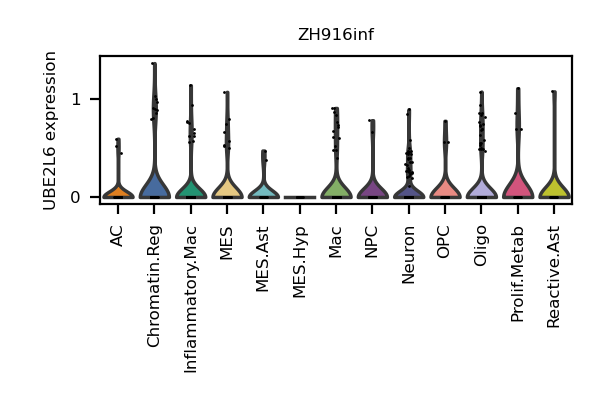 ZH916inf
UBE2L6 expression
1
0
AC
Chromatin.Reg
Inflammatory.Mac
MES
MES.Ast
MES.Hyp
Mac
NPC
Neuron
OPC
Oligo
Prolif.Metab
Reactive.Ast